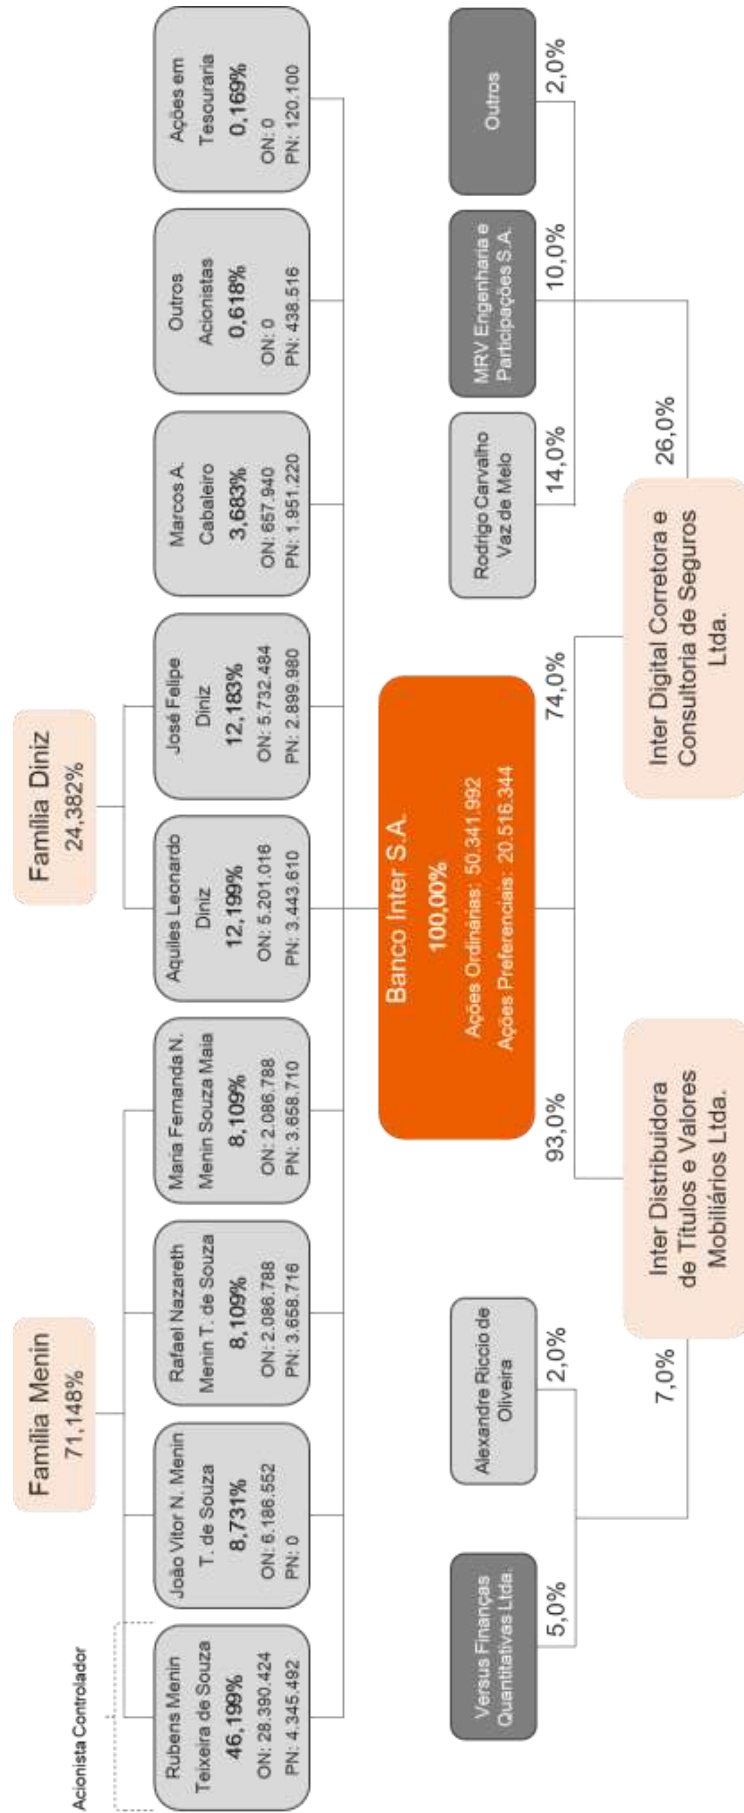 Acionista Controlador
Família Menin
71,148%
Família Diniz
24,382%
Rubens Menin
Teixeira de Souza
46,199%
ON: 28.390.424
PN: 4.345.492
João Vitor N. Menin
T. de Souza
8,731%
ON: 6.186.552
PN: 0
Rafael Nazareth
Menin T. de Souza
8,109%
ON: 2.086.788
PN: 3.658.716
Maria Fernanda N.
Menin Souza Maia
8,109%
ON: 2.086.788
PN: 3.658.710
Aquiles Leonardo
Diniz
12,199%
ON: 5.201.016
PN: 3.443.610
José Felipe
Diniz
12,183%
ON: 5.732.484
PN: 2.899.980
Marcos A.
Cabaleiro
3,683%
ON: 657.940
PN: 1.951.220
Outros
Acionistas
0,618%
ON: 0
PN: 438.516
Ações em
Tesouraria
0,169%
ON: 0
PN: 120.100
Banco Inter S.A.
100,00%
Ações Ordinárias: 50.341.992
Ações Preferenciais: 20.516.344
Versus Finanças
Quantitativas Ltda.
5,0%
Alexandre Riccio de
Oliveira
2,0%
Rodrigo Carvalho
Vaz de Melo
14,0%
MRV Engenharia e
Participações S.A.
10,0%
Outros
2,0%
7,0%
93,0%
74,0%
26,0%
Inter Distribuidora
de Títulos e Valores
Mobiliários Ltda.
Inter Digital Corretora e
Consultoria de Seguros
Ltda.